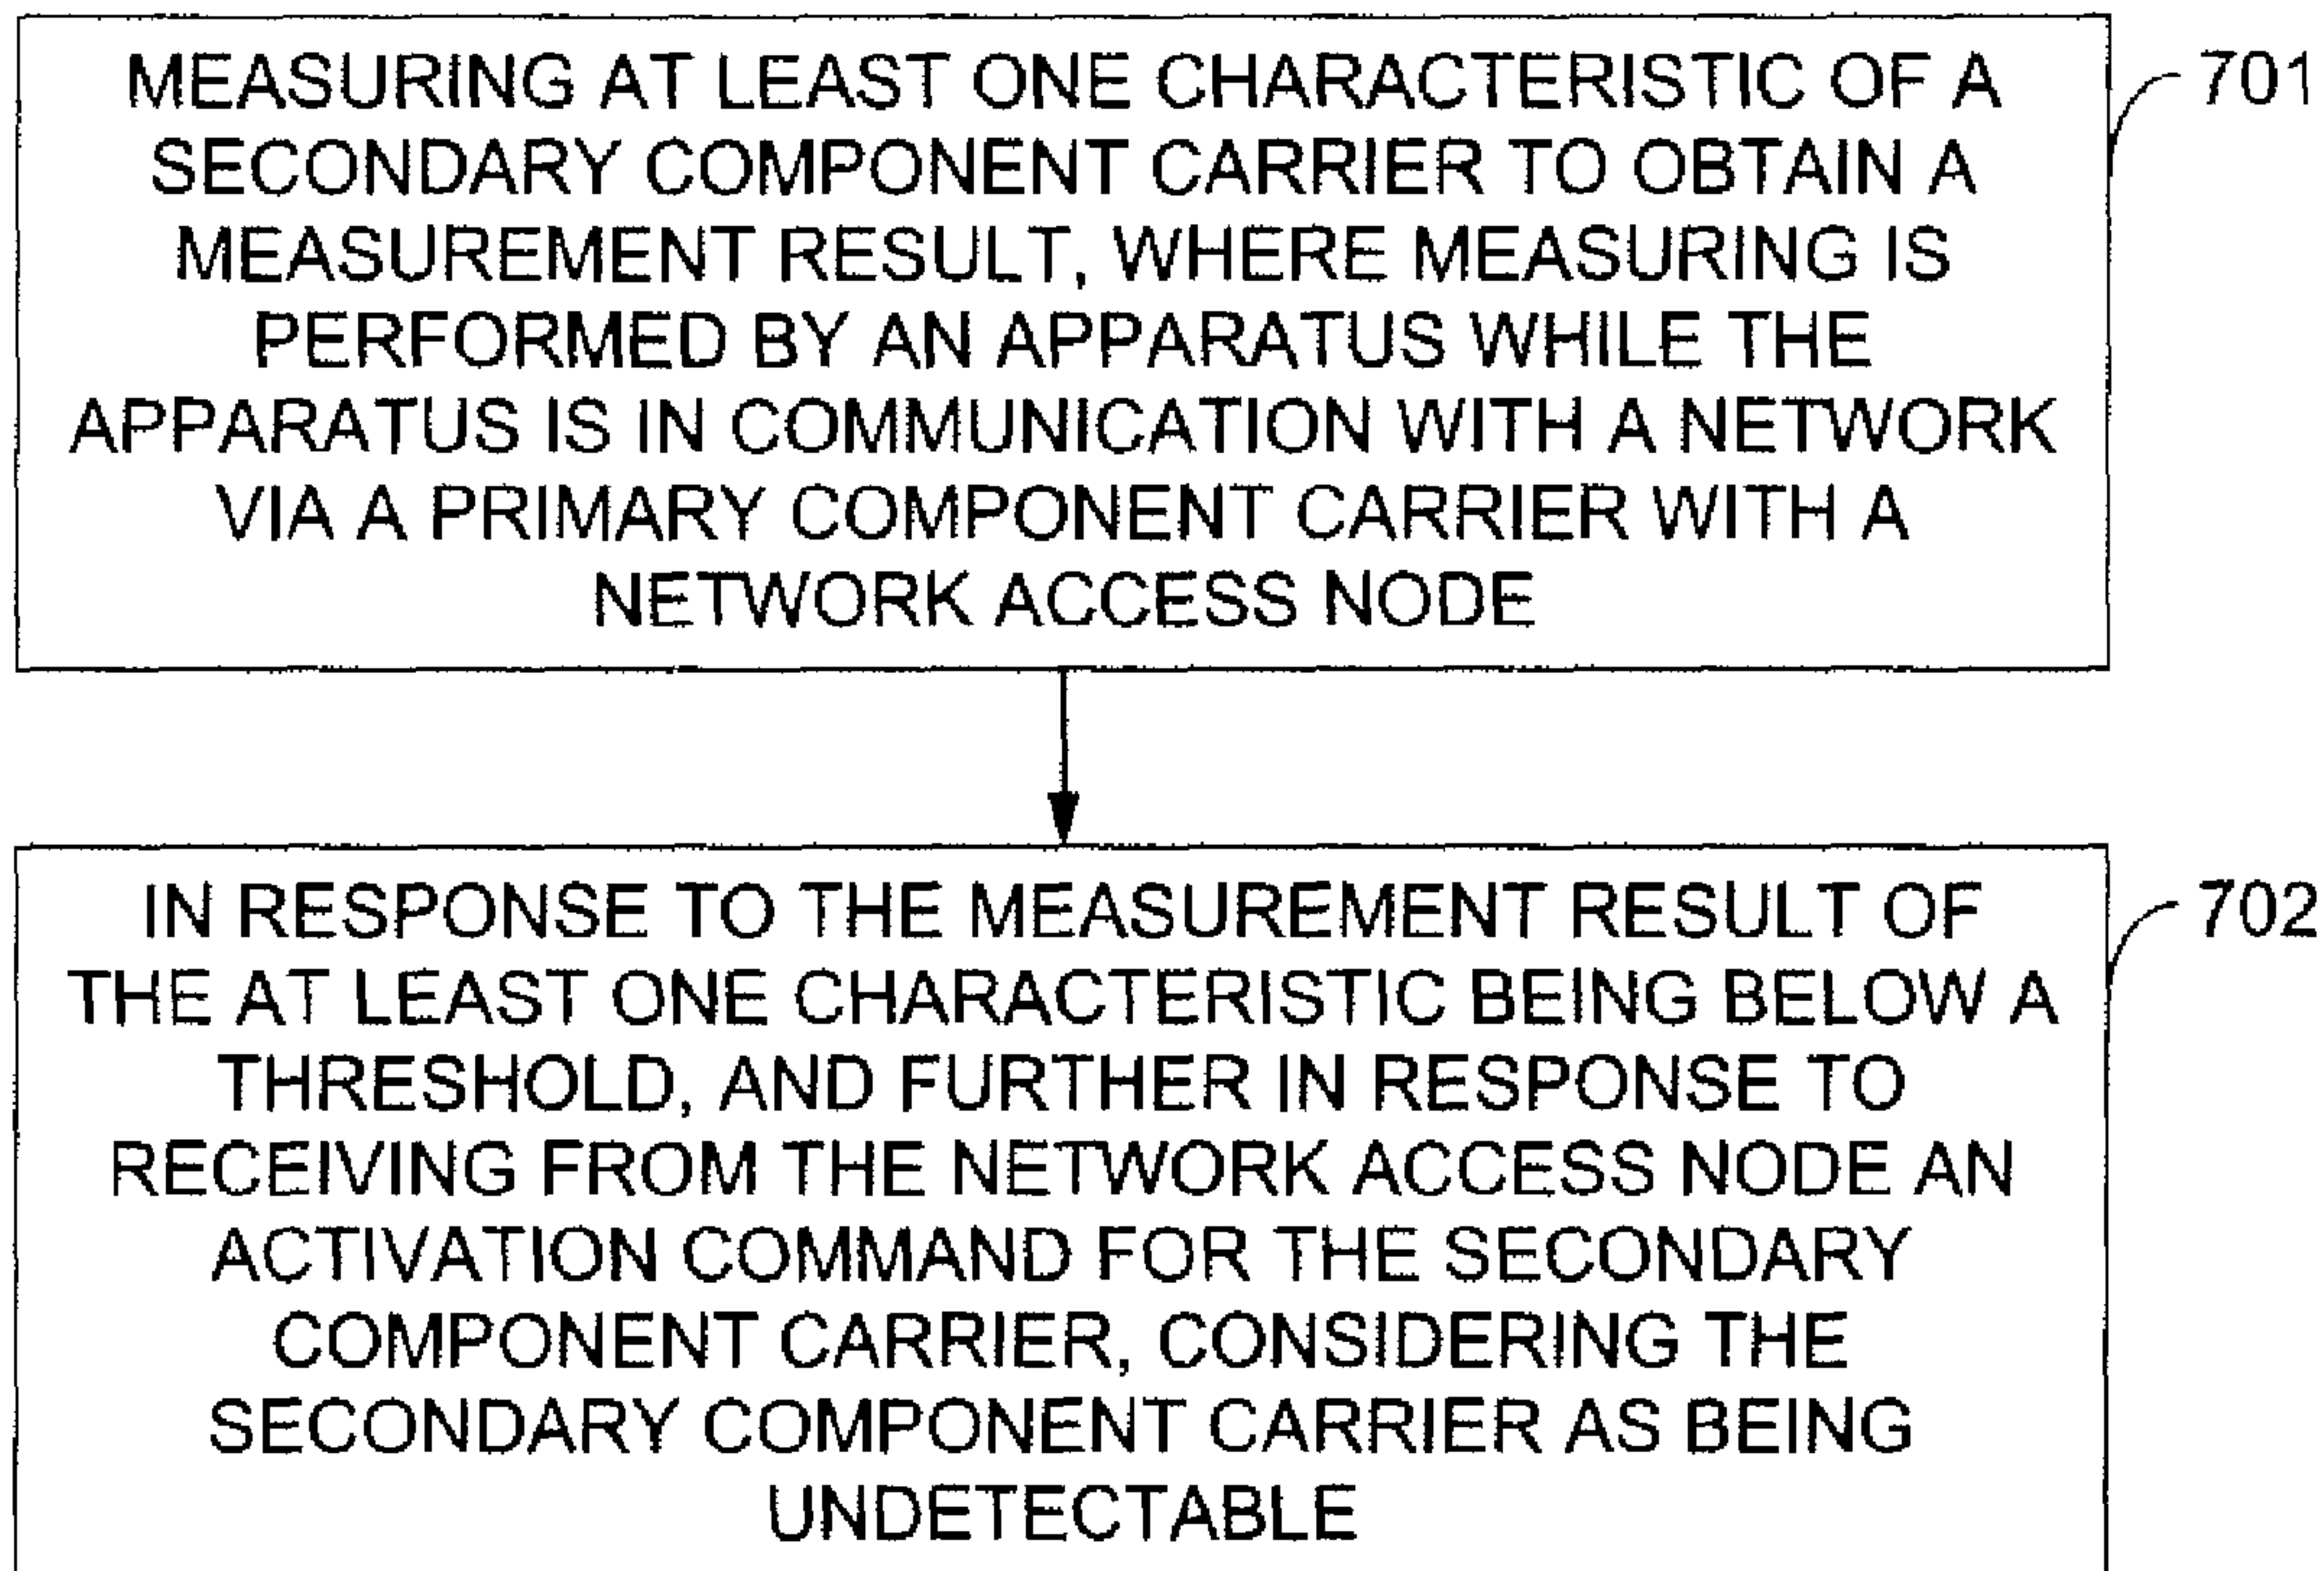 MEASURING AT LEAST ONE CHARACTERISTIC OF A
SECONDARY COMPONENT CARRIER TO OBTAIN A
MEASUREMENT RESULT, WHERE MEASURING IS
PERFORMED BY AN APPARATUS WHILE THE
APPARATUS IS IN COMMUNICATION WITH A NETWORK
VIA A PRIMARY COMPONENT CARRIER WITH A
NETWORK ACCESS NODE
701
IN RESPONSE TO THE MEASUREMENT RESULT OF
THE AT LEAST ONE CHARACTERISTIC BEING BELOW A
THRESHOLD, AND FURTHER IN RESPONSE TO
RECEIVING FROM THE NETWORK ACCESS NODE AN
ACTIVATION COMMAND FOR THE SECONDARY
COMPONENT CARRIER, CONSIDERING THE
SECONDARY COMPONENT CARRIER AS BEING
UNDETECTABLE
702